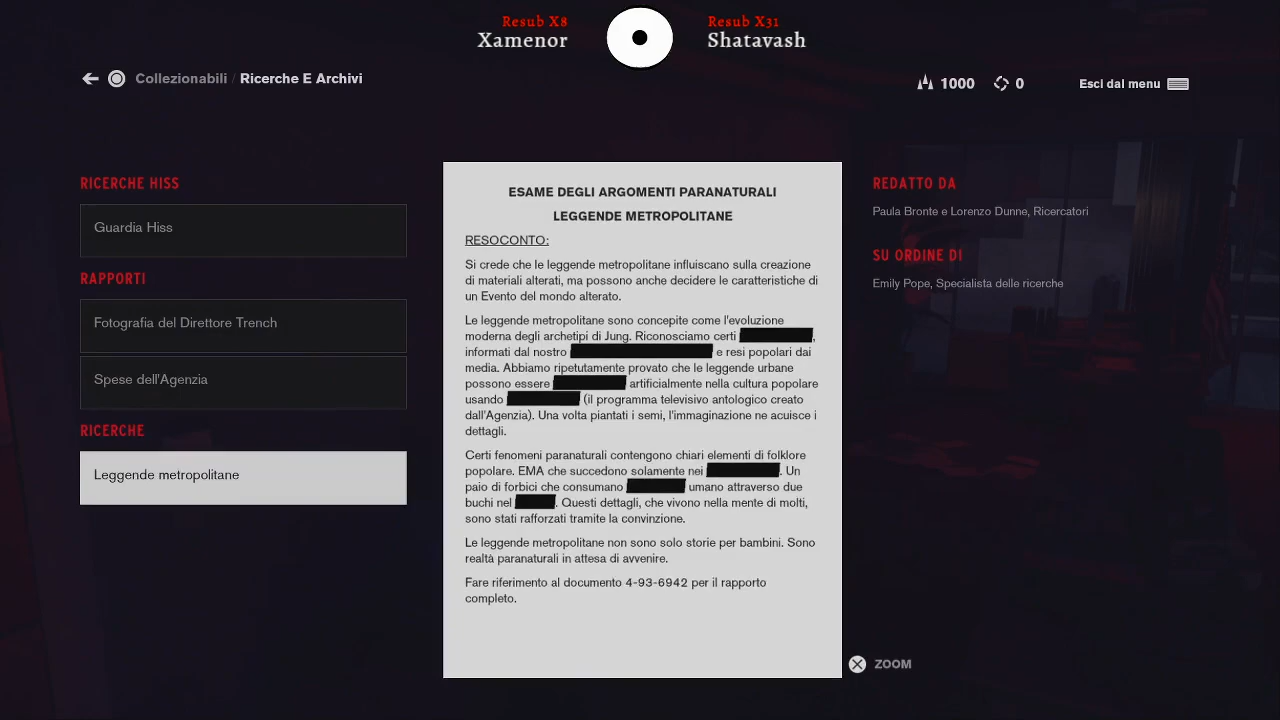 Resub X8
Xamenor
Resub X31
Shatavash
Collezionabili / Ricerche E Archivi
1000
0
Esci dal menu
RICERCHE HISS
Guardia Hiss
RAPPORTI
Fotografia del Direttore Trench
Spese dell'Agenzia
RICERCHE
Leggende metropolitane
ESAME DEGLI ARGOMENTI PARANATURALI
LEGGENDE METROPOLITANE
RESOCONTO:
Si crede che le leggende metropolitane influiscano sulla creazione
di materiali alterati, ma possono anche decidere le caratteristiche di
un Evento del mondo alterato.
Le leggende metropolitane sono concepite come l'evoluzione
moderna degli archetipi di Jung. Riconosciamo certi ,
informati dal nostro e resi popolari dai
media. Abbiamo ripetutamente provato che le leggende urbane
possono essere artificialmente nella cultura popolare
usando (il programma televisivo antologico creato
dall'Agenzia). Una volta piantati i semi, l'immaginazione ne acuisce i
dettagli.
Certi fenomeni paranaturali contengono chiari elementi di folklore
popolare. EMA che succedono solamente nei . Un
paio di forbici che consumano umano attraverso due
buchi nel . Questi dettagli, che vivono nella mente di molti,
sono stati rafforzati tramite la convinzione.
Le leggende metropolitane non sono solo storie per bambini. Sono
realtà paranaturali in attesa di avvenire.
Fare riferimento al documento 4-93-6942 per il rapporto
completo.
REDATTO DA
Paula Bronte e Lorenzo Dunne, Ricercatori
SU ORDINE DI
Emily Pope, Specialista delle ricerche
ZOOM